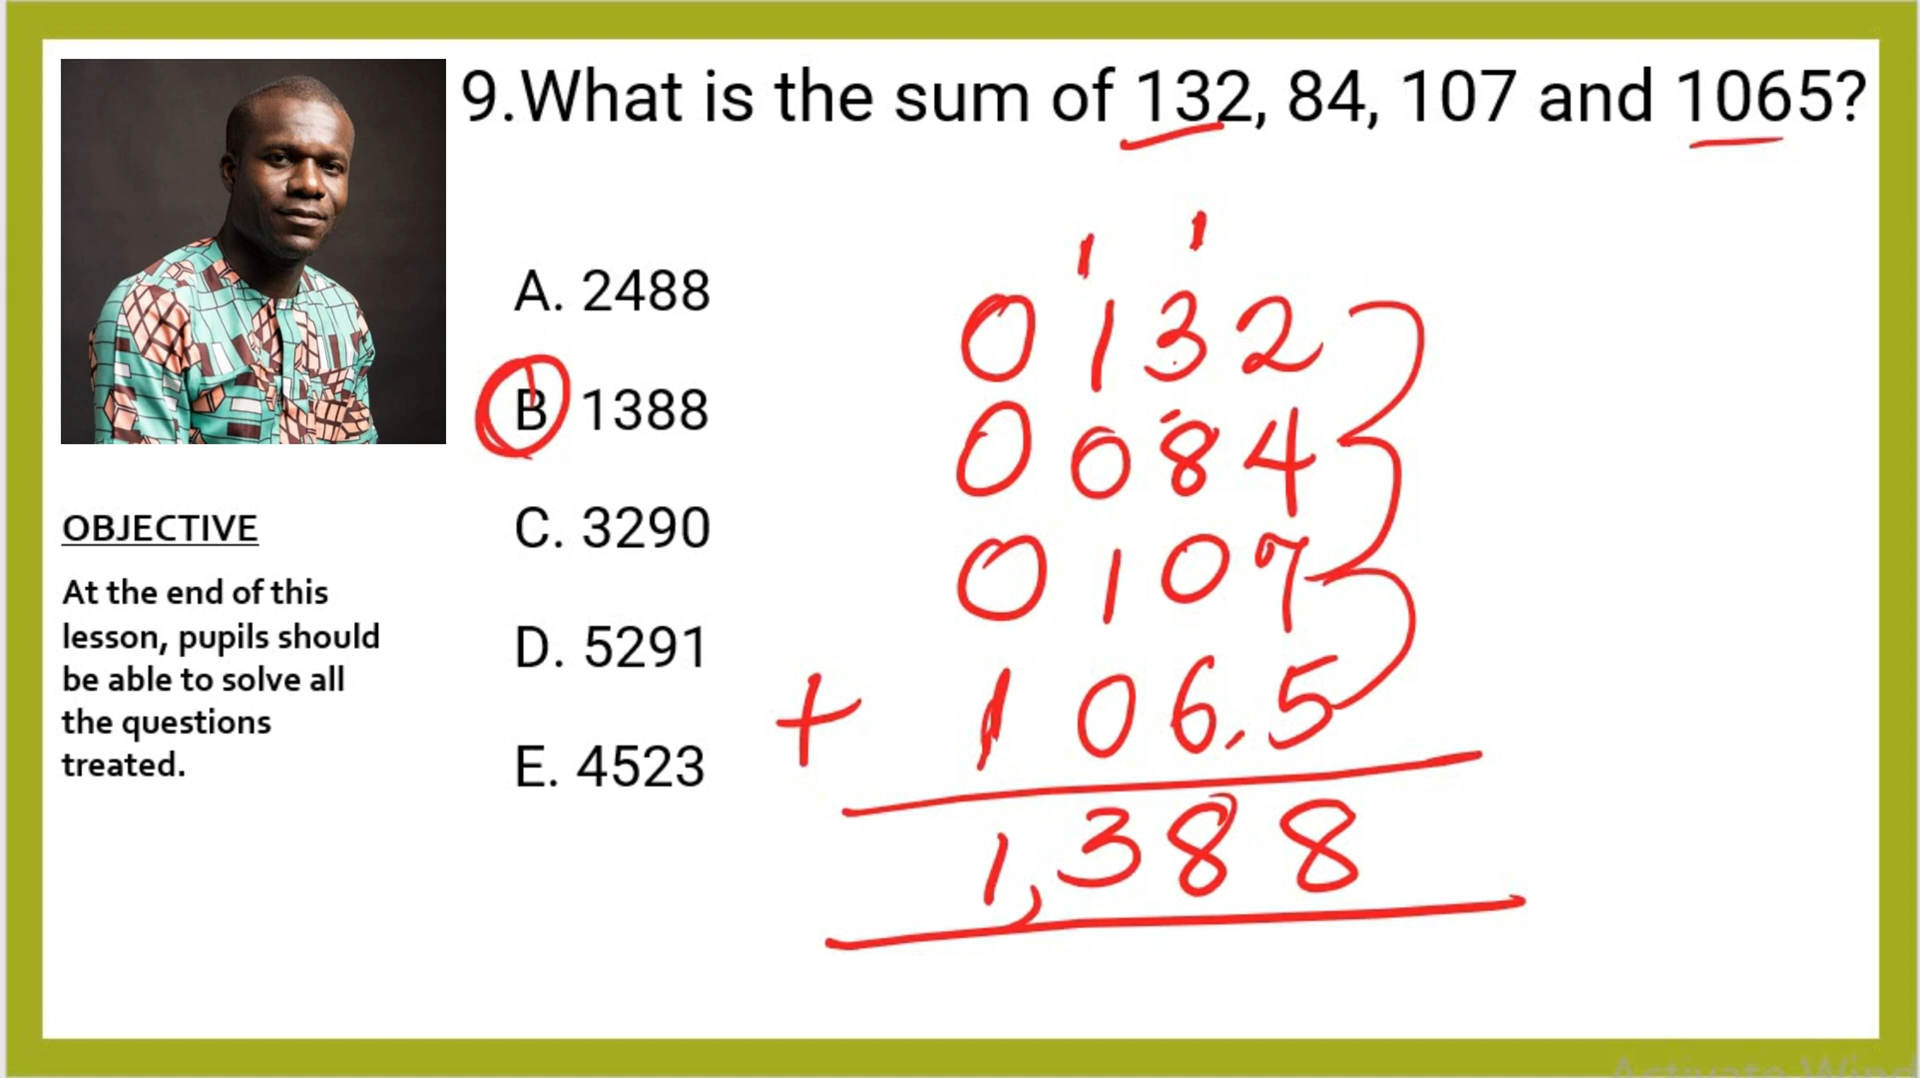 9.What is the sum of 132, 84, 107 and 1065?
A. 2488
B 1388
C. 3290
D. 5291
E. 4523
OBJECTIVE
At the end of this
lesson, pupils should
be able to solve all
the questions
treated.
1 1
0132
0084
0107
+ 1065
1,388